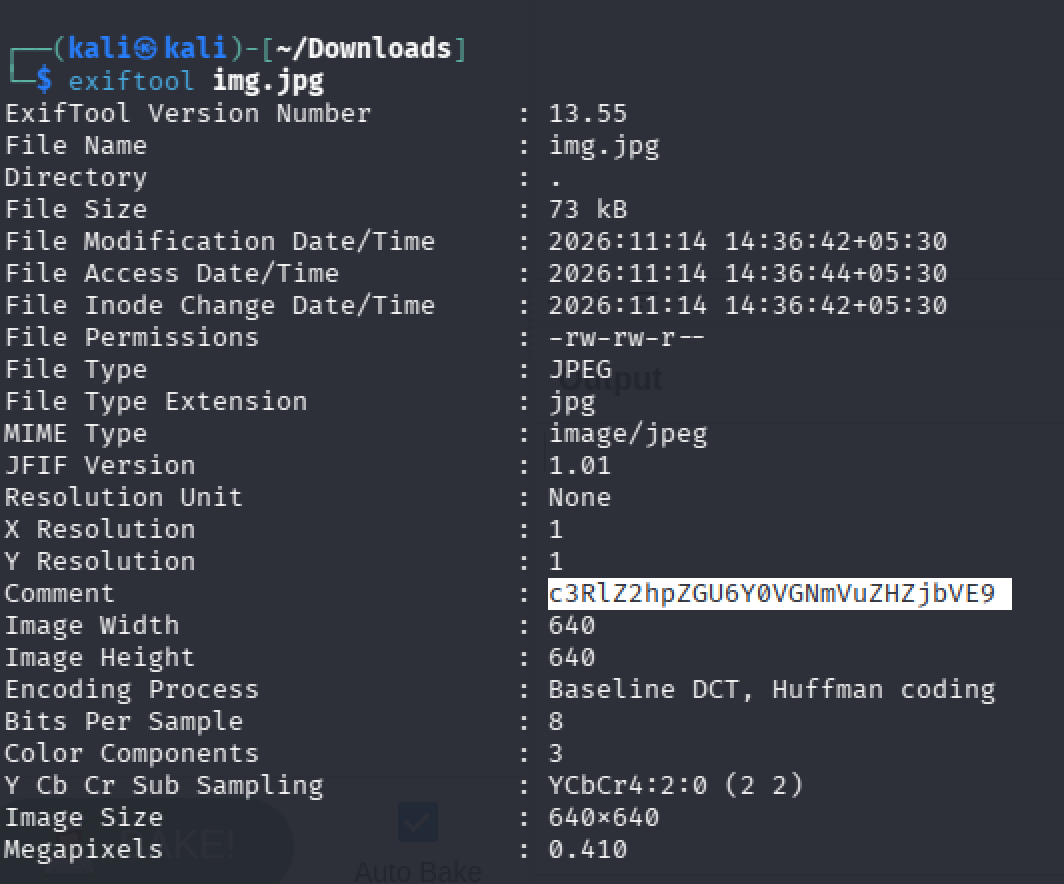 ┌──(kali㉿kali)-[~/Downloads]
└─$ exiftool img.jpg
ExifTool Version Number : 13.55
File Name : img.jpg
Directory : .
File Size : 73 kB
File Modification Date/Time : 2026:11:14 14:36:42+05:30
File Access Date/Time : 2026:11:14 14:36:44+05:30
File Inode Change Date/Time : 2026:11:14 14:36:42+05:30
File Permissions : -rw-rw-r--
File Type : JPEG
Output
File Type Extension : jpg
MIME Type : image/jpeg
JFIF Version : 1.01
Resolution Unit : None
X Resolution : 1
Y Resolution : 1
Comment : c3RlZ2hpZGU6Y0VGNmVuZHZjbVE9
Image Width : 640
Image Height : 640
Encoding Process : Baseline DCT, Huffman coding
Bits Per Sample : 8
Color Components : 3
Y Cb Cr Sub Sampling : YCbCr4:2:0 (2 2)
Image Size : 640×640
Megapixels : 0.410
Auto Bake